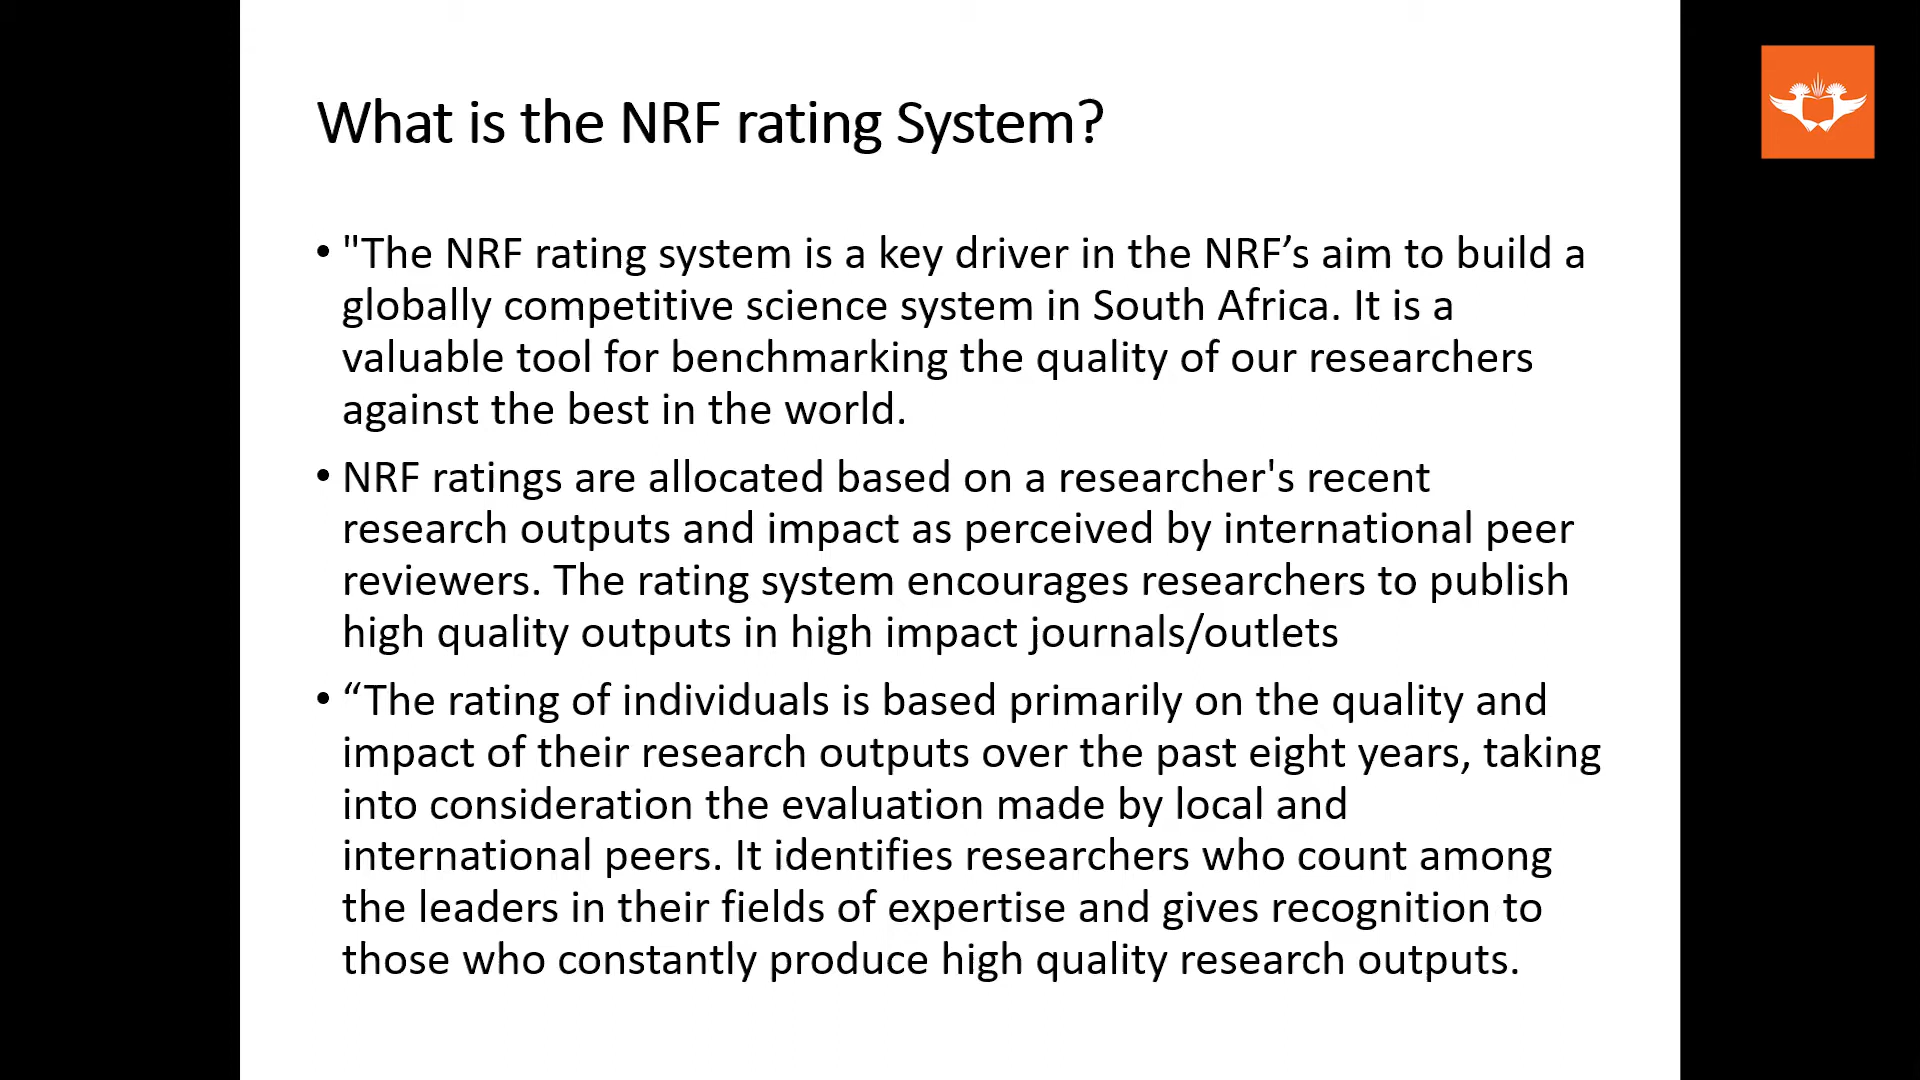 What is the NRF rating System?
• "The NRF rating system is a key driver in the NRF’s aim to build a
globally competitive science system in South Africa. It is a
valuable tool for benchmarking the quality of our researchers
against the best in the world.
• NRF ratings are allocated based on a researcher's recent
research outputs and impact as perceived by international peer
reviewers. The rating system encourages researchers to publish
high quality outputs in high impact journals/outlets
• “The rating of individuals is based primarily on the quality and
impact of their research outputs over the past eight years, taking
into consideration the evaluation made by local and
international peers. It identifies researchers who count among
the leaders in their fields of expertise and gives recognition to
those who constantly produce high quality research outputs.